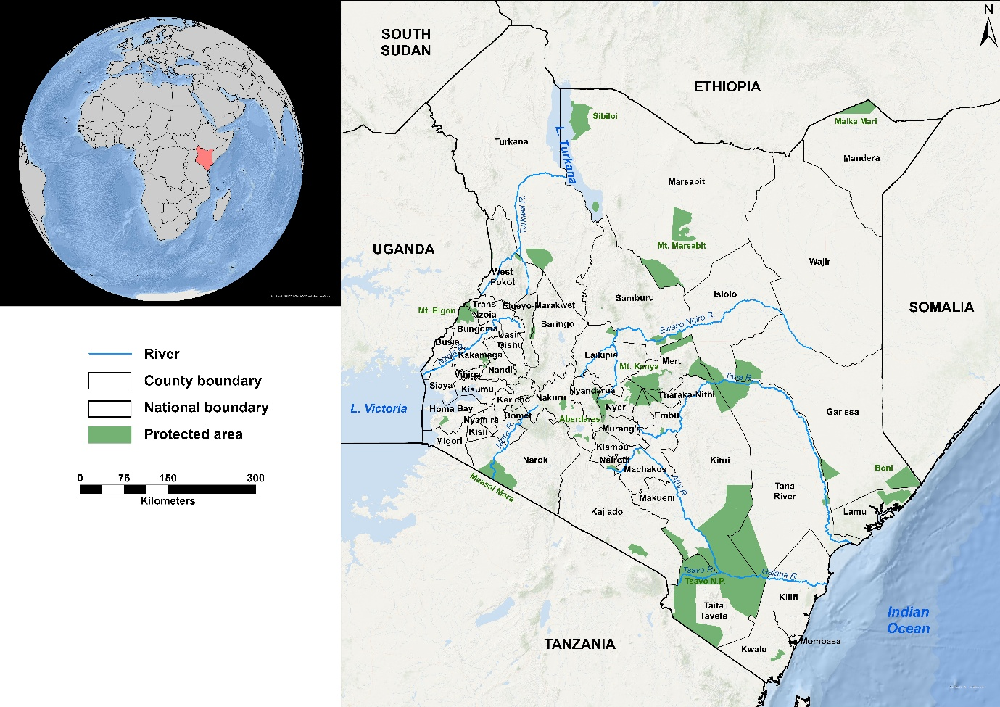 N
SOUTH
SUDAN
ETHIOPIA
Sibiloi
Malka Mari
Turkana
L. Turkana
Mandera
Marsabit
Turkwel R.
UGANDA
Mt. Marsabit
Wajir
West
Pokot
Isiolo
Samburu
SOMALIA
Trans
Nzoia
Elgeyo-Marakwet
Mt. Elgon
Baringo
Ewaso Ngiro R.
Bungoma
Uasin
Gishu
Busia
Nzoia R.
Kakamega
Laikipia
Meru
Mt. Kenya
Nandi
Vihiga
Tana R.
Siaya
Kisumu
Nyandarua
Tharaka-Nithi
Kericho
Nakuru
L. Victoria
Homa Bay
Nyeri
Garissa
Bomet
Embu
Nyamira
Aberdares
Kisii
Murang'a
Mara R.
Migori
Kiambu
Nairobi
Narok
Kitui
Machakos
Boni
Maasai Mara
Athi R.
Tana
River
Makueni
Kajiado
Lamu
Tsavo R.
Galana R.
Tsavo N.P.
Kilifi
Taita
Taveta
Indian
Ocean
TANZANIA
Mombasa
Kwale
River
County boundary
National boundary
Protected area
0 75 150 300
Kilometers